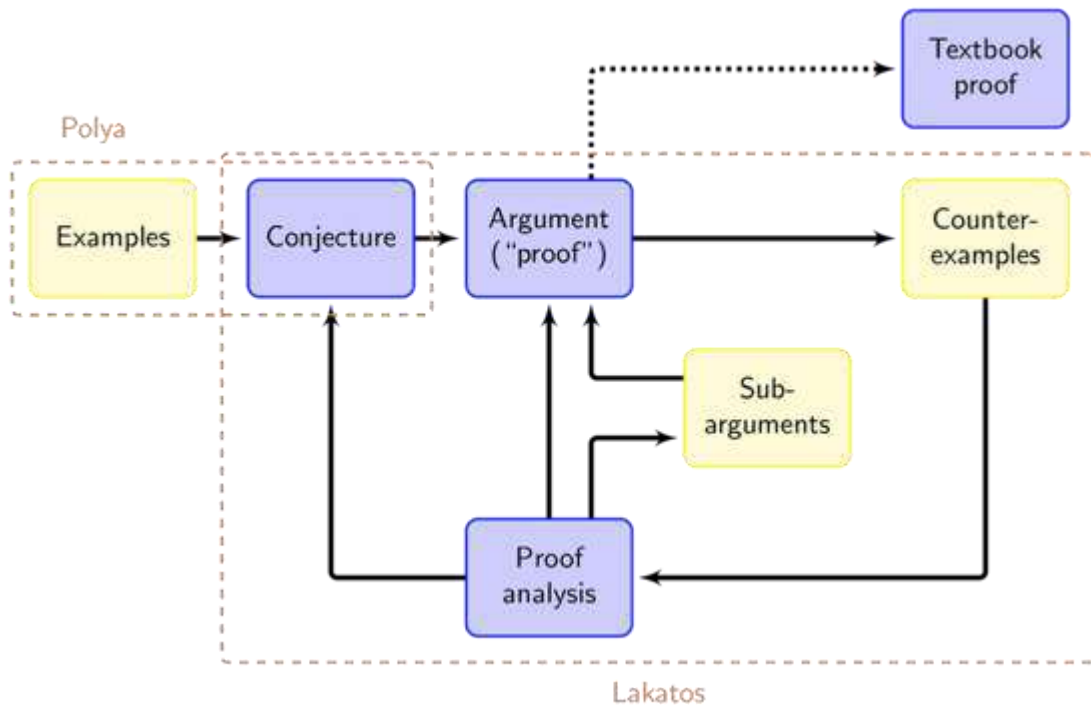 Textbook
proof
Polya
Examples
Conjecture
Argument
(“proof”)
Counter-
examples
Sub-
arguments
Proof
analysis
Lakatos